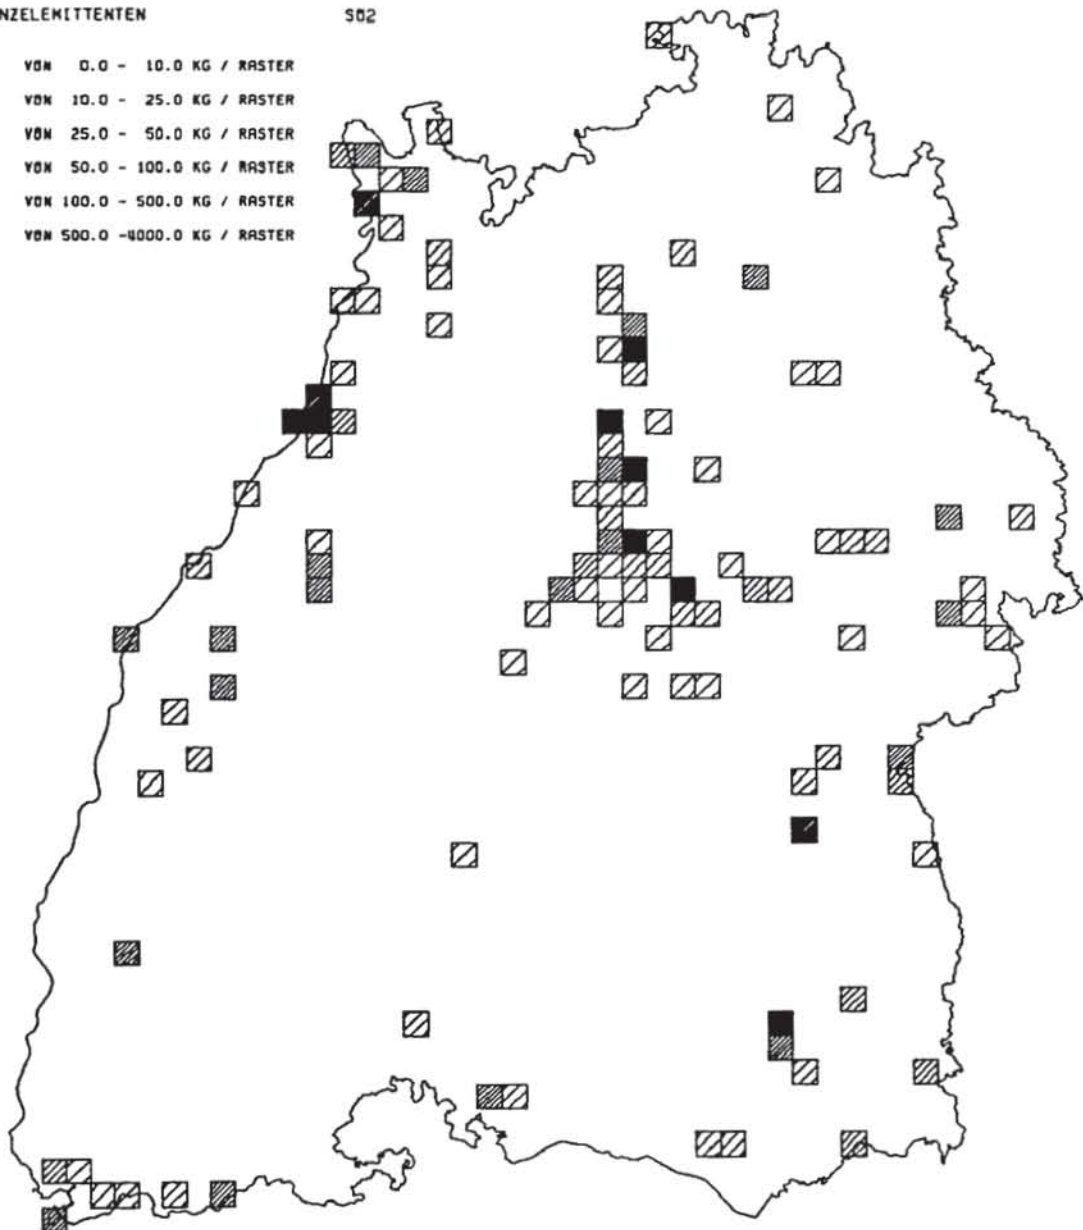 NZELEMITTENTEN SO2
VON 0.0 - 10.0 KG / RASTER
VON 10.0 - 25.0 KG / RASTER
VON 25.0 - 50.0 KG / RASTER
VON 50.0 - 100.0 KG / RASTER
VON 100.0 - 500.0 KG / RASTER
VON 500.0 -4000.0 KG / RASTER